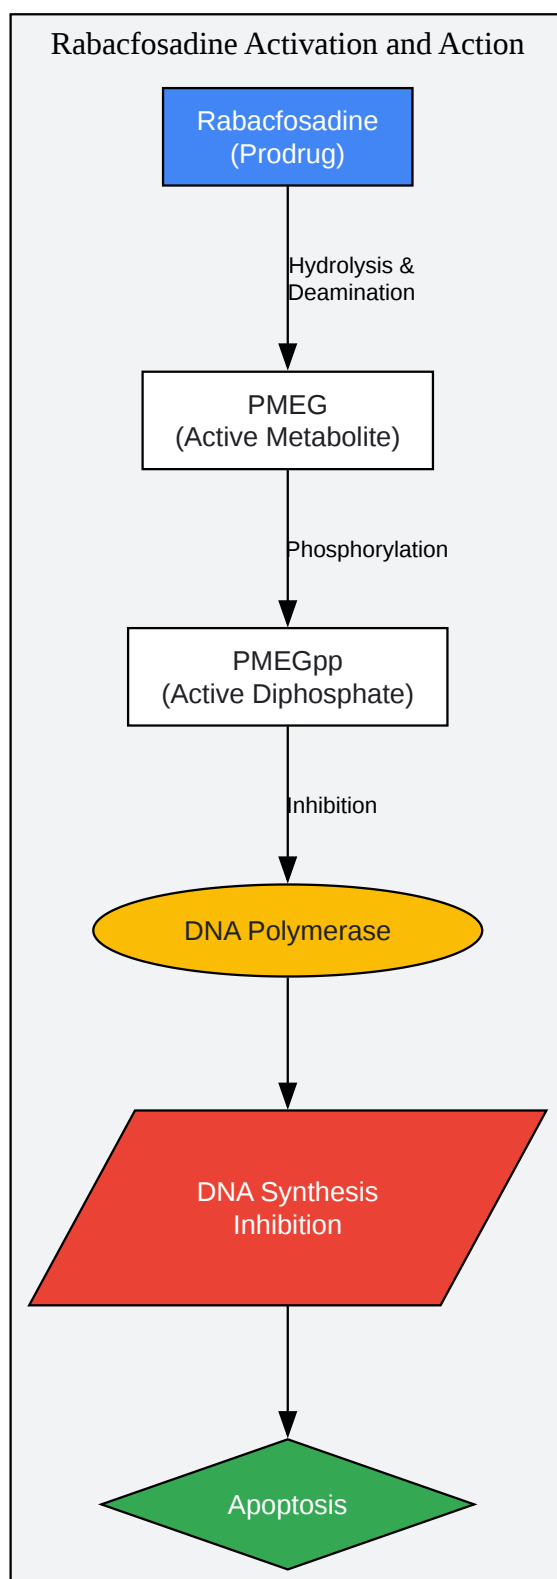 Rabacfosadine Activation and Action
Rabacfosadine
(Prodrug)
Hydrolysis &
Deamination
PMEG
(Active Metabolite)
Phosphorylation
PMEGpp
(Active Diphosphate)
Inhibition
DNA Polymerase
DNA Synthesis
Inhibition
Apoptosis